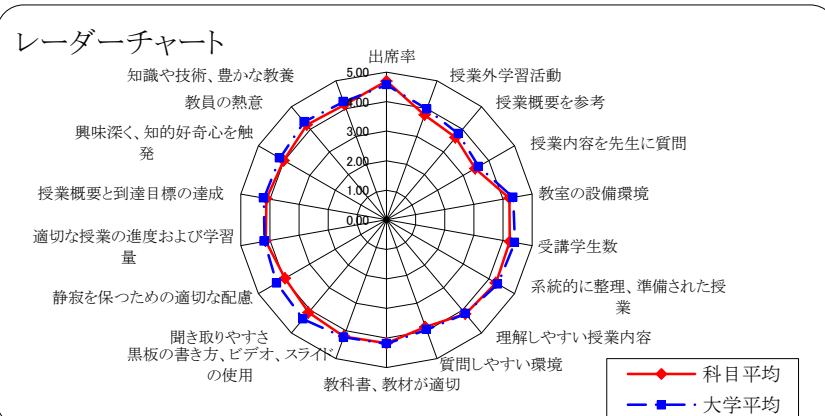 レーダーチャート
出席率
授業外学習活動
授業概要を参考
授業内容を先生に質問
教室の設備環境
受講学生数
系統的に整理、準備された授
業
理解しやすい授業内容
質問しやすい環境
教科書、教材が適切
黒板の書き方、ビデオ、スライド
の使用
聞き取りやすさ
静寂を保つための適切な配慮
適切な授業の進度および学習
量
授業概要と到達目標の達成
興味深く、知的好奇心を触
発
教員の熱意
知識や技術、豊かな教養
5.00
4.00
3.00
2.00
1.00
0.00
科目平均
大学平均